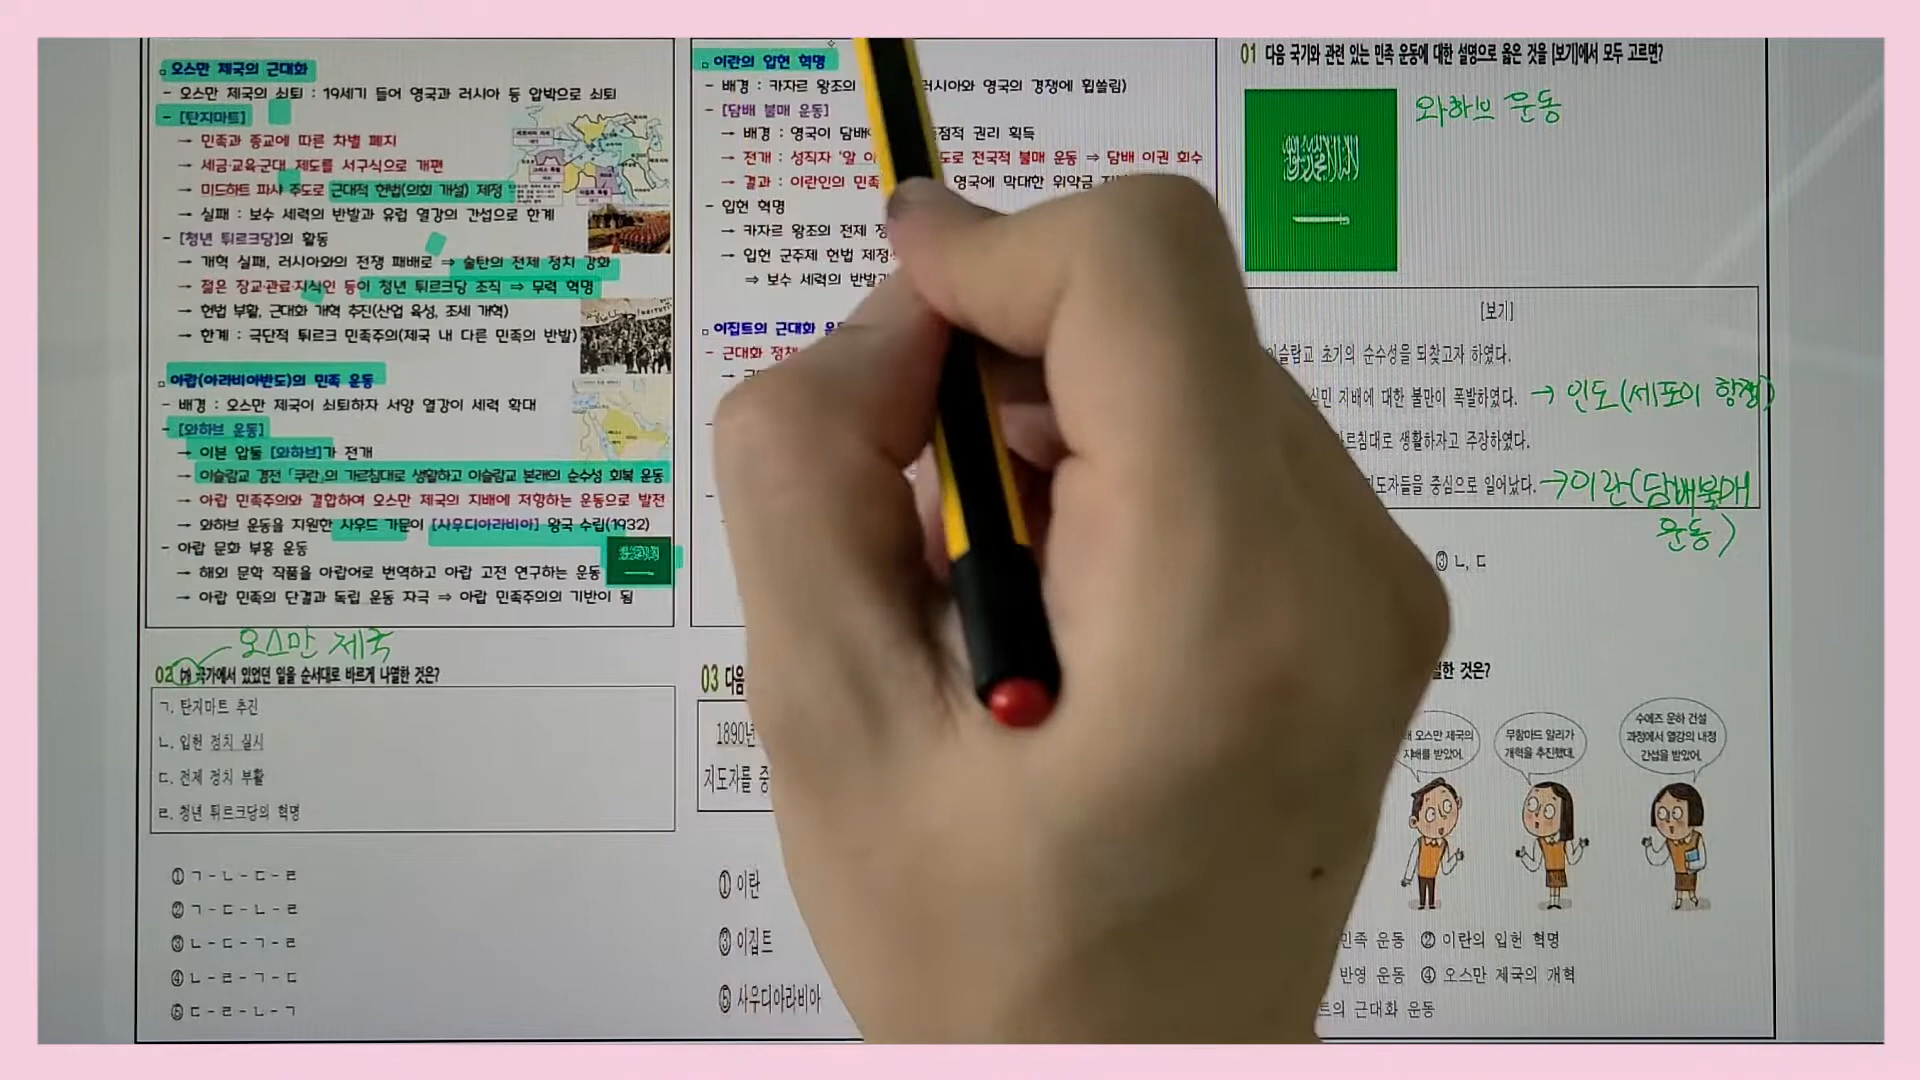 ▫ 오스만 제국의 근대화
- 오스만 제국의 쇠퇴 : 19세기 들어 영국과 러시아 등 압박으로 쇠퇴
- [탄지마트]
→ 민족과 종교에 따른 차별 폐지
→ 세금·교육·군대 제도를 서구식으로 개편
→ 미드하트 파샤 주도로 근대적 헌법(의회 개설) 제정
→ 실패 : 보수 세력의 반발과 유럽 열강의 간섭으로 한계
- [청년 튀르크당]의 활동
→ 개혁 실패, 러시아와의 전쟁 패배로 ⇒ 술탄의 전제 정치 강화
→ 젊은 장교·관료·지식인 등이 청년 튀르크당 조직 ⇒ 무력 혁명
→ 헌법 부활, 근대화 개혁 추진(산업 육성, 조세 개혁)
→ 한계 : 극단적 튀르크 민족주의(제국 내 다른 민족의 반발)
▫ 아랍(아라비아반도)의 민족 운동
- 배경 : 오스만 제국이 쇠퇴하자 서양 열강이 세력 확대
- [와하브 운동]
→ 이븐 압둘 [와하브]가 전개
→ 이슬람교 경전 「쿠란」의 가르침대로 생활하고 이슬람교 본래의 순수성 회복 운동
→ 아랍 민족주의와 결합하여 오스만 제국의 지배에 저항하는 운동으로 발전
→ 와하브 운동을 지원한 사우드 가문이 [사우디아라비아] 왕국 수립(1932)
- 아랍 문화 부흥 운동
→ 해외 문학 작품을 아랍어로 번역하고 아랍 고전 연구하는 운동
→ 아랍 민족의 단결과 독립 운동 자극 ⇒ 아랍 민족주의의 기반이 됨
▫ 이란의 입헌 혁명
- 배경 : 카자르 왕조의 러시아와 영국의 경쟁에 휩쓸림)
- [담배 불매 운동]
→ 배경 : 영국이 담배 점적 권리 획득
→ 전개 : 성직자 '알 도로 전국적 불매 운동 ⇒ 담배 이권 회수
→ 결과 : 이란인의 민족 영국에 막대한 위약금
- 입헌 혁명
→ 카자르 왕조의 전제
→ 입헌 군주제 헌법 제정
⇒ 보수 세력의 반발과
▫ 이집트의 근대화
- 근대화 정책
01 다음 국기와 관련 있는 민족 운동에 대한 설명으로 옳은 것을 [보기]에서 모두 고르면?
와하브 운동
[보기]
이슬람교 초기의 순수성을 되찾고자 하였다.
식민 지배에 대한 불만이 폭발하였다. → 인도(세포이 항쟁)
르침대로 생활하자고 주장하였다.
지도자들을 중심으로 일어났다. → 이란(담배불매
운동)
③ ㄴ, ㄷ
오스만 제국
02 (가) 국가에서 있었던 일을 순서대로 바르게 나열한 것은?
ㄱ. 탄지마트 추진
ㄴ. 입헌 정치 실시
ㄷ. 전제 정치 부활
ㄹ. 청년 튀르크당의 혁명
① ㄱ - ㄴ - ㄷ - ㄹ
② ㄱ - ㄷ - ㄴ - ㄹ
③ ㄴ - ㄷ - ㄱ - ㄹ
④ ㄴ - ㄹ - ㄱ - ㄷ
⑤ ㄷ - ㄹ - ㄴ - ㄱ
03 다음
1890년
지도자를 중
① 이란
③ 이집트
⑤ 사우디아라비아
절한 것은?
오스만 제국의
지배를 받았어.
무함마드 알리가
개혁을 추진했대.
수에즈 운하 건설
과정에서 열강의 내정
간섭을 받았어.
민족 운동 ② 이란의 입헌 혁명
반영 운동 ④ 오스만 제국의 개혁
트의 근대화 운동